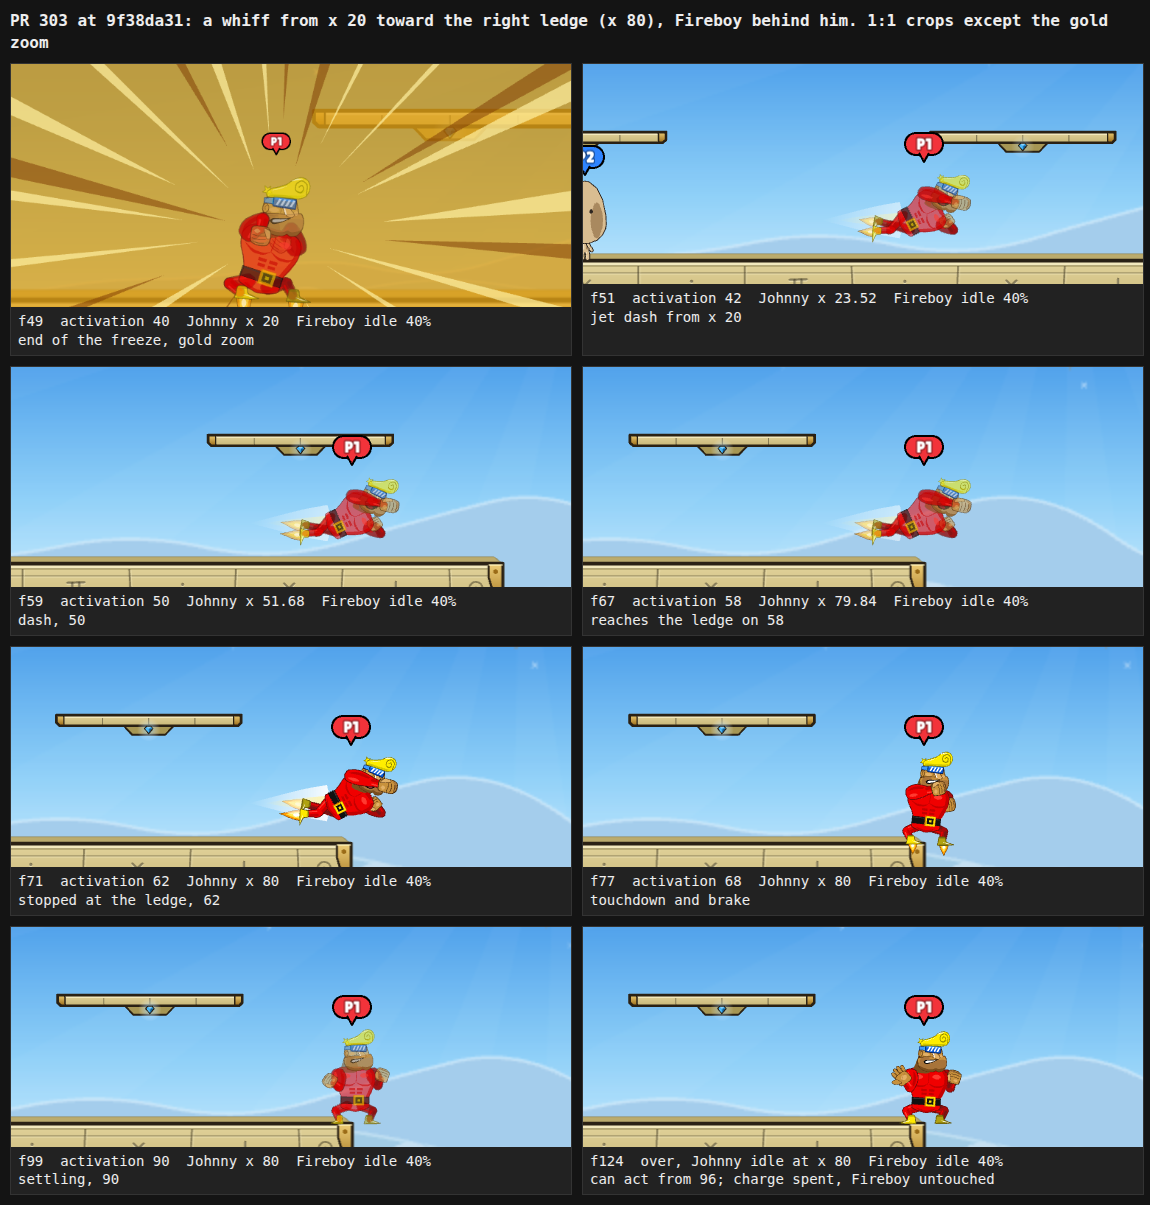 PR 303 at 9f38da31: a whiff from x 20 toward the right ledge (x 80), Fireboy behind him. 1:1 crops except the gold
zoom
P1
f49 activation 40 Johnny x 20 Fireboy idle 40%
end of the freeze, gold zoom
P2
P1
f51 activation 42 Johnny x 23.52 Fireboy idle 40%
jet dash from x 20
P1
f59 activation 50 Johnny x 51.68 Fireboy idle 40%
dash, 50
P1
f67 activation 58 Johnny x 79.84 Fireboy idle 40%
reaches the ledge on 58
P1
f71 activation 62 Johnny x 80 Fireboy idle 40%
stopped at the ledge, 62
P1
f77 activation 68 Johnny x 80 Fireboy idle 40%
touchdown and brake
P1
f99 activation 90 Johnny x 80 Fireboy idle 40%
settling, 90
P1
f124 over, Johnny idle at x 80 Fireboy idle 40%
can act from 96; charge spent, Fireboy untouched